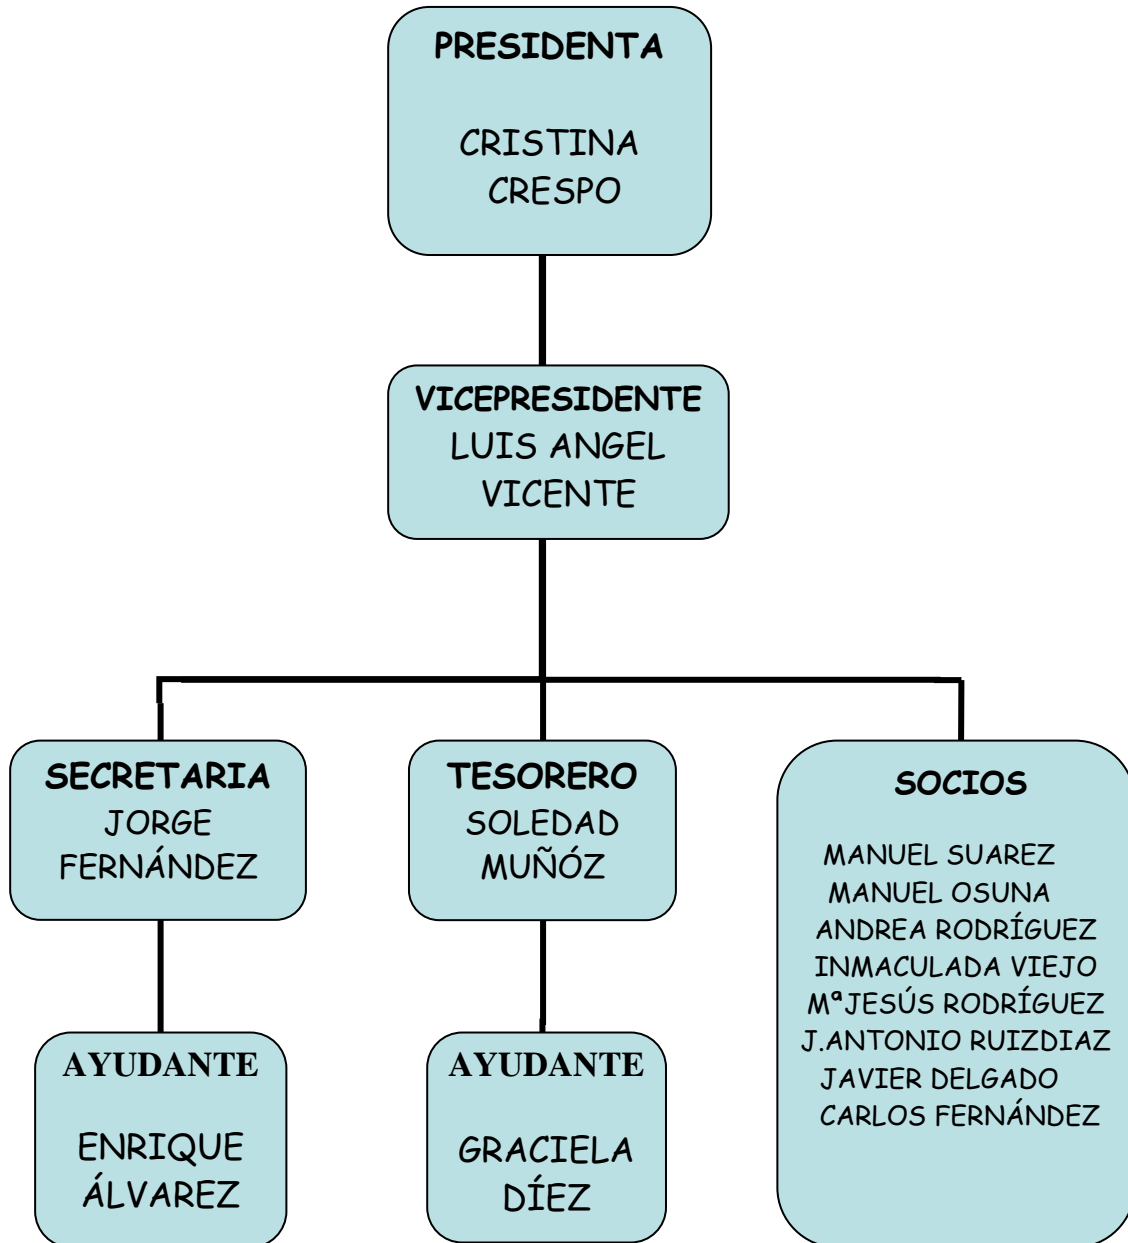 PRESIDENTA
CRISTINA
CRESPO
VICEPRESIDENTE
LUIS ANGEL
VICENTE
SECRETARIA
JORGE
FERNÁNDEZ
TESORERO
SOLEDAD
MUÑÓZ
SOCIOS
MANUEL SUAREZ
MANUEL OSUNA
ANDREA RODRÍGUEZ
INMACULADA VIEJO
MªJESÚS RODRÍGUEZ
J.ANTONIO RUIZDIAZ
JAVIER DELGADO
CARLOS FERNÁNDEZ
AYUDANTE
ENRIQUE
ÁLVAREZ
AYUDANTE
GRACIELA
DÍEZ